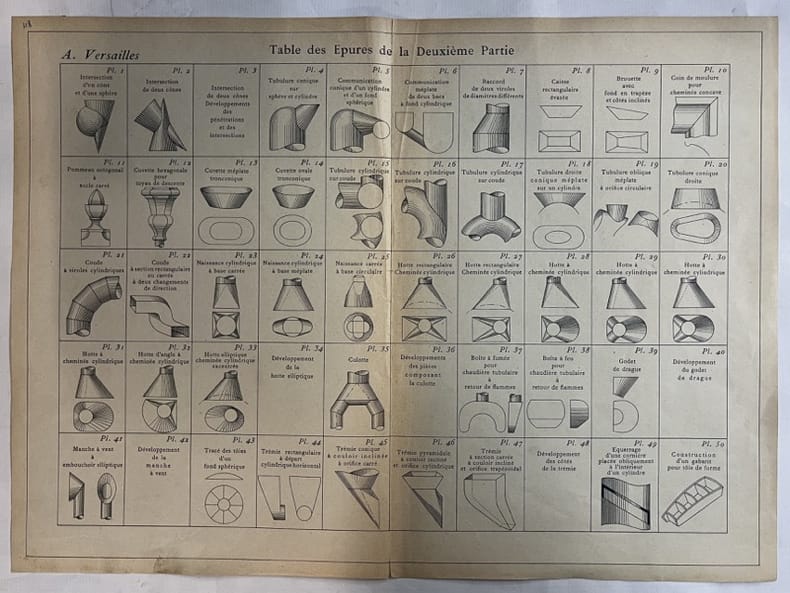 118
A. Versailles
Table des Epures de la Deuxième Partie
Pl. 1
Intersection
d'un cône
et d'une sphère
Pl. 2
Intersection
de deux cônes
Pl. 3
Intersection
de deux cônes
Développements
des
pénétrations
et des
intersections
Pl. 4
Tubulure conique
sur
sphère et cylindre
Pl. 5
Communication
conique d'un cylindre
et d'un fond
sphérique
Pl. 6
Communication
méplate
de deux bacs
à fond cylindrique
Pl. 7
Raccord
de deux viroles
de diamètres différents
Pl. 8
Caisse
rectangulaire
évasée
Pl. 9
Brouette
avec
fond en trapèze
et côtés inclinés
Pl. 10
Coin de moulure
pour
cheminée concave
Pl. 11
Pommeau octogonal
à
socle carré
Pl. 12
Cuvette hexagonale
pour
tuyau de descente
Pl. 13
Cuvette méplate
tronconique
Pl. 14
Cuvette ovale
tronconique
Pl. 15
Tubulure cylindrique
sur coude
Pl. 16
Tubulure cylindrique
sur coude
Pl. 17
Tubulure cylindrique
sur coude
Pl. 18
Tubulure droite
conique méplate
sur un cylindre
Pl. 19
Tubulure oblique
méplate
à orifice circulaire
Pl. 20
Tubulure conique
droite
Pl. 21
Coude
à viroles cylindriques
Pl. 22
Coude
à section rectangulaire
ou carrée
à deux changements
de direction
Pl. 23
Naissance cylindrique
à base carrée
Pl. 24
Naissance cylindrique
à base méplate
Pl. 25
Naissance carrée
à base circulaire
Pl. 26
Hotte rectangulaire
Cheminée cylindrique
Pl. 27
Hotte rectangulaire
Cheminée cylindrique
Pl. 28
Hotte à
Cheminée cylindrique
Pl. 29
Hotte à
Cheminée cylindrique
Pl. 30
Hotte à
Cheminée cylindrique
Pl. 31
Hotte à
cheminée cylindrique
Pl. 32
Hotte d'angle à
cheminée cylindrique
Pl. 33
Hotte elliptique
cheminée cylindrique
excentrée
Pl. 34
Développement
de la
hotte elliptique
Pl. 35
Culotte
Pl. 36
Développements
des pièces
composant
la culotte
Pl. 37
Boîte à fumée
pour
chaudière tubulaire
à
retour de flammes
Pl. 38
Boîte à feu
pour
chaudière tubulaire
à
retour de flammes
Pl. 39
Godet
de drague
Pl. 40
Développement
du godet
de drague
Pl. 41
Manche à vent
à
embouchoir elliptique
Pl. 42
Développement
de la
manche
à vent
Pl. 43
Tracé des tôles
d'un
fond sphérique
Pl. 44
Trémie rectangulaire
à départ
cylindrique horizontal
Pl. 45
Trémie conique
à couloir incliné
à orifice carré
Pl. 46
Trémie pyramidale
à couloir incliné
et orifice cylindrique
Pl. 47
Trémie
à section carrée
à couloir incliné
et orifice trapézoïdal
Pl. 48
Développement
des côtés
de la trémie
Pl. 49
Equerrage
d'une cornière
placée obliquement
à l'intérieur
d'un cylindre
Pl. 50
Construction
d'un gabarit
pour tôle de forme